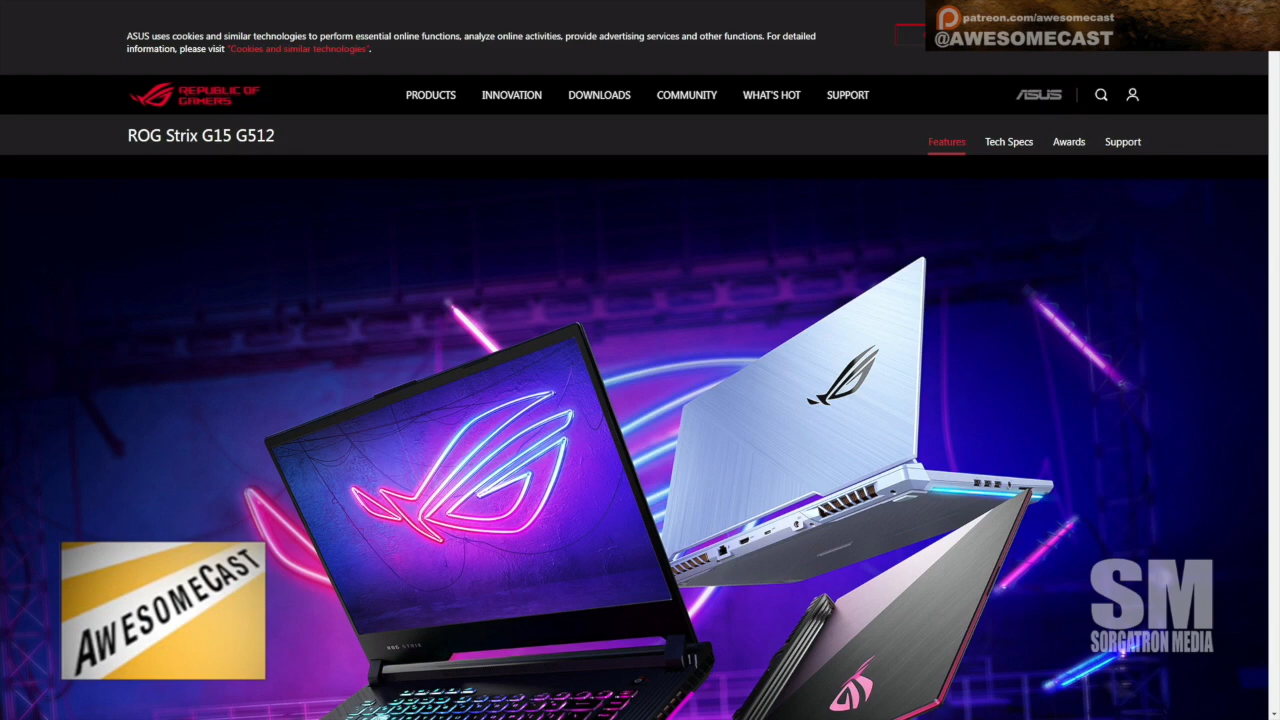 patreon.com/awesomecast
@AWESOMECAST
ASUS uses cookies and similar technologies to perform essential online functions, analyze online activities, provide advertising services and other functions. For detailed
information, please visit "Cookies and similar technologies".
REPUBLIC OF
GAMERS
PRODUCTS
INNOVATION
DOWNLOADS
COMMUNITY
WHAT'S HOT
SUPPORT
ASUS
ROG Strix G15 G512
Features
Tech Specs
Awards
Support
ROG STRIX
AWESOMECAST
SM
SORGATRON MEDIA